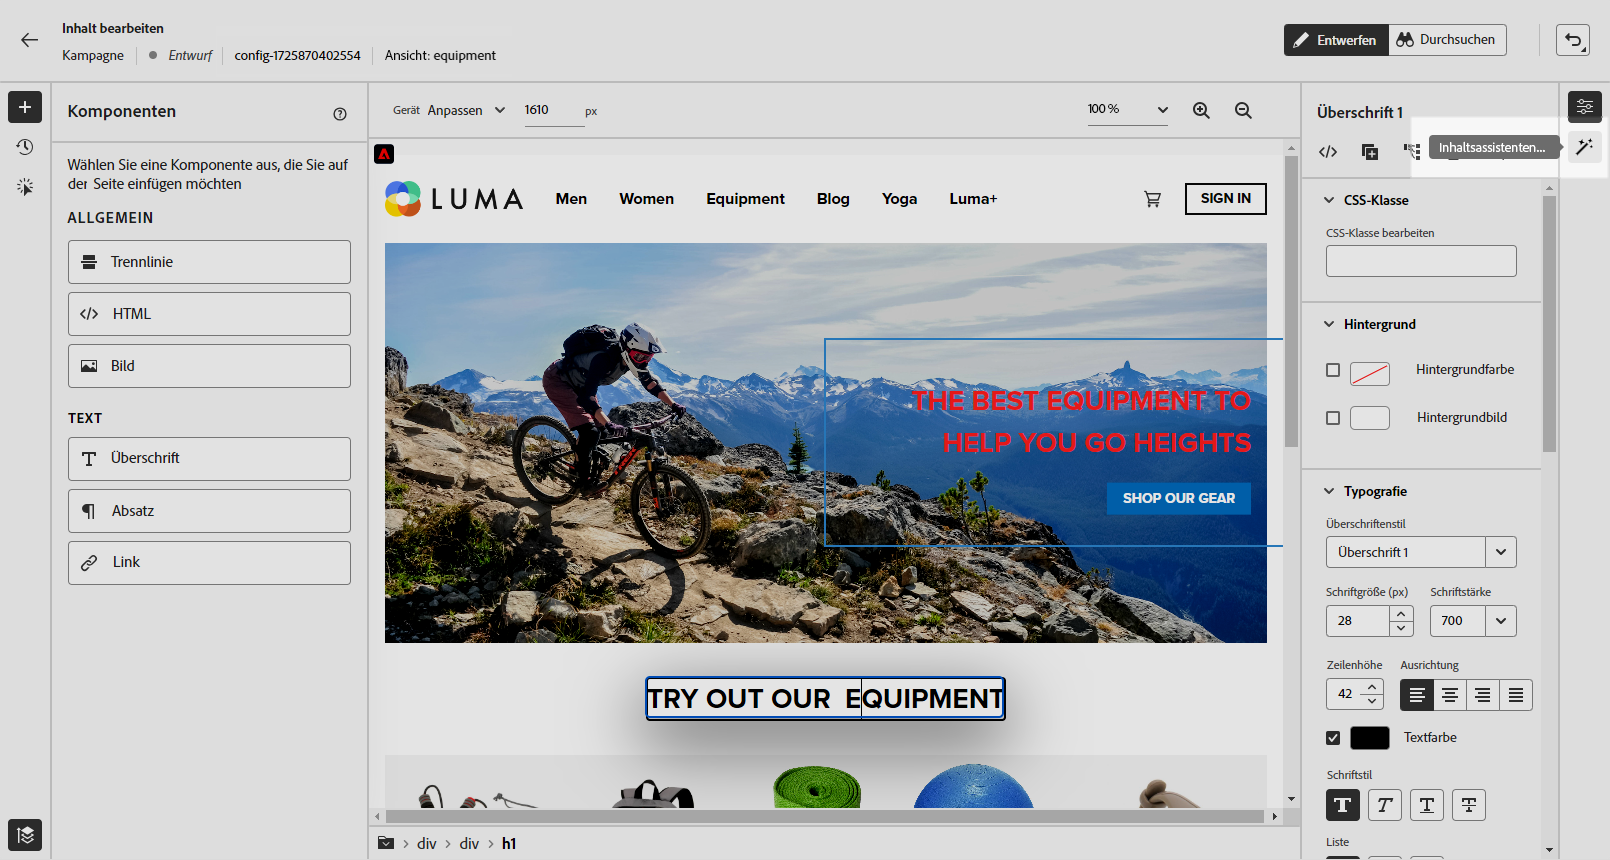 Inhalt bearbeiten
Kampagne
Entwurf
config-1725870402554
Ansicht: equipment
Entwerfen
Durchsuchen
Komponenten
Wählen Sie eine Komponente aus, die Sie auf
der Seite einfügen möchten
ALLGEMEIN
Trennlinie
HTML
Bild
TEXT
Überschrift
Absatz
Link
Gerät Anpassen
1610 px
100 %
LUMA
Men
Women
Equipment
Blog
Yoga
Luma+
SIGN IN
THE BEST EQUIPMENT TO
HELP YOU GO HEIGHTS
SHOP OUR GEAR
TRY OUT OUR EQUIPMENT
div > div > h1
Überschrift 1
Inhaltsassistenten...
CSS-Klasse
CSS-Klasse bearbeiten
Hintergrund
Hintergrundfarbe
Hintergrundbild
Typografie
Überschriftenstil
Überschrift 1
Schriftgröße (px) Schriftstärke
28 700
Zeilenhöhe Ausrichtung
42
Textfarbe
Schriftstil
Liste